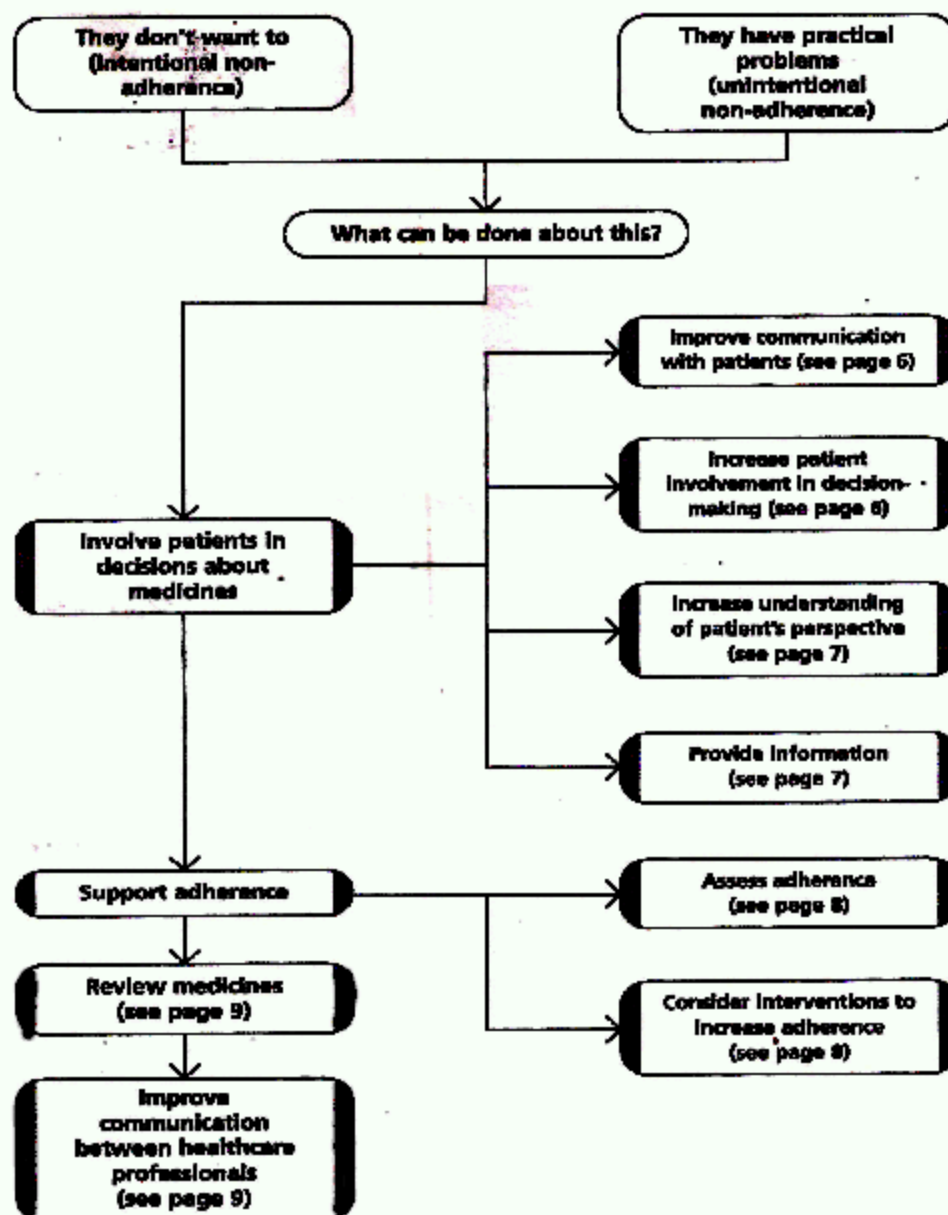 They don't want to
(intentional non-
adherence)
They have practical
problems
(unintentional
non-adherence)
What can be done about this?
Improve communication
with patients (see page 6)
Increase patient
involvement in decision-
making (see page 6)
Involve patients in
decisions about
medicines
Increase understanding
of patient's perspective
(see page 7)
Provide information
(see page 7)
Support adherence
Assess adherence
(see page 8)
Review medicines
(see page 9)
Consider interventions to
increase adherence
(see page 8)
Improve
communication
between healthcare
professionals
(see page 9)